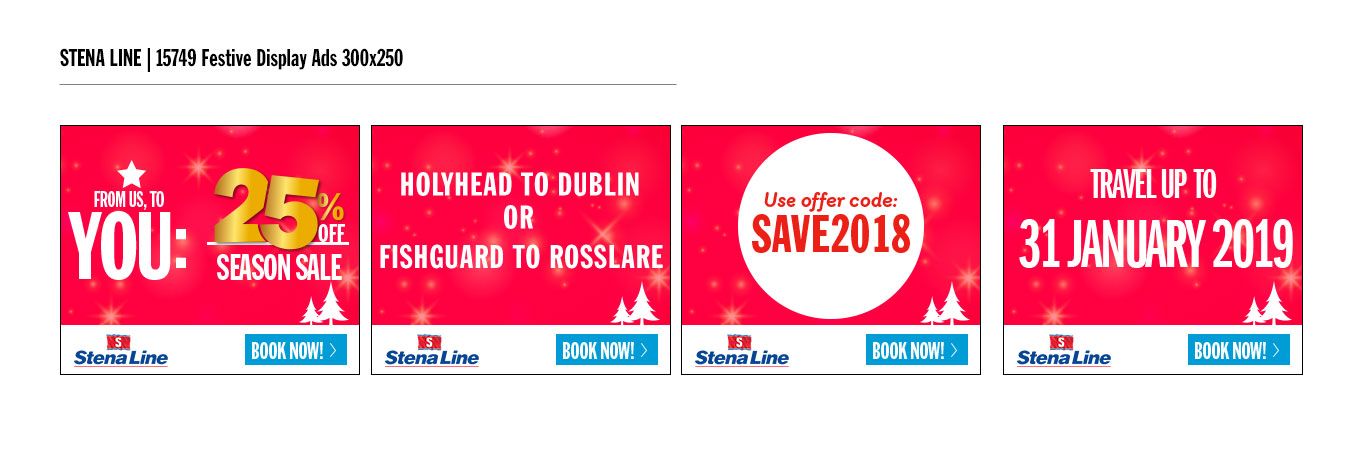 STENA LINE | 15749 Festive Display Ads 300x250
FROM US, TO
YOU:
25%
OFF
SEASON SALE
S
Stena Line
BOOK NOW!
HOLYHEAD TO DUBLIN
OR
FISHGUARD TO ROSSLARE
S
Stena Line
BOOK NOW!
Use offer code:
SAVE2018
S
Stena Line
BOOK NOW!
TRAVEL UP TO
31 JANUARY 2019
S
Stena Line
BOOK NOW!